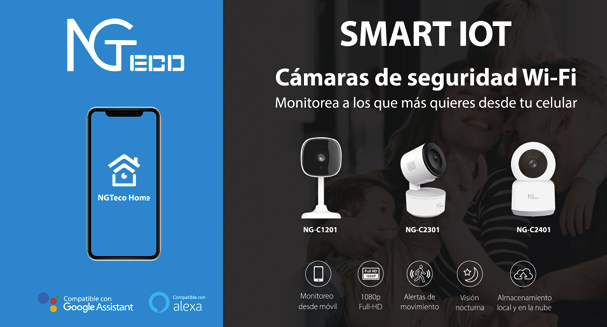 NGTECO
SMART IOT
Cámaras de seguridad Wi-Fi
Monitorea a los que más quieres desde tu celular
NGTeco Home
NG-C1201
NG-C2301
NG-C2401
Full HD
1080P
Monitoreo
desde móvil
1080p
Full-HD
Alertas de
movimiento
Visión
nocturna
Almacenamiento
local y en la nube
Compatible con
Google Assistant
Compatible con
alexa